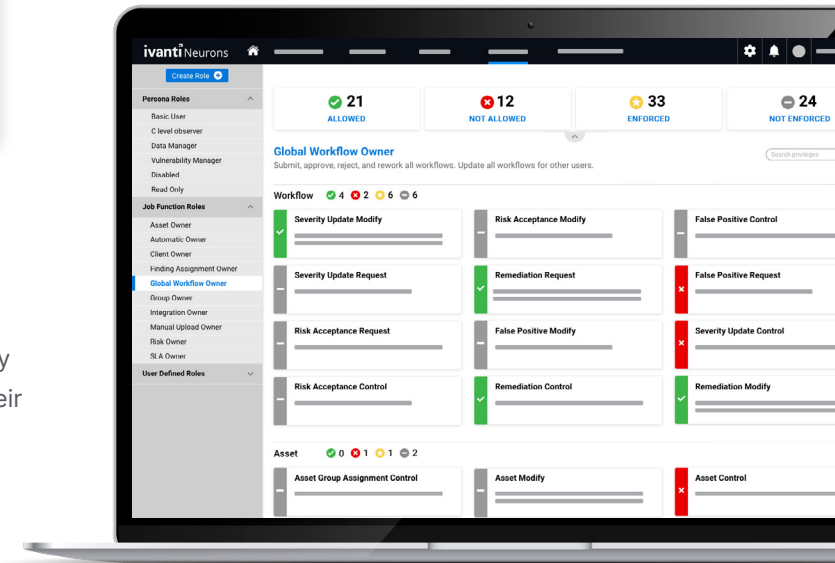 ivanti Neurons
Create Role
Persona Roles
Basic User
C level observer
Data Manager
Vulnerability Manager
Disabled
Read Only
Job Function Roles
Asset Owner
Automatic Owner
Client Owner
Finding Assignment Owner
Global Workflow Owner
Group Owner
Integration Owner
Manual Upload Owner
Risk Owner
SLA Owner
User Defined Roles
21
ALLOWED
12
NOT ALLOWED
33
ENFORCED
24
NOT ENFORCED
Global Workflow Owner
Submit, approve, reject, and rework all workflows. Update all workflows for other users.
Search privileges
Workflow 4 2 6 6
Severity Update Modify
Risk Acceptance Modify
False Positive Control
Severity Update Request
Remediation Request
False Positive Request
Risk Acceptance Request
False Positive Modify
Severity Update Control
Risk Acceptance Control
Remediation Control
Remediation Modify
Asset 0 1 1 2
Asset Group Assignment Control
Asset Modify
Asset Control
y
eir